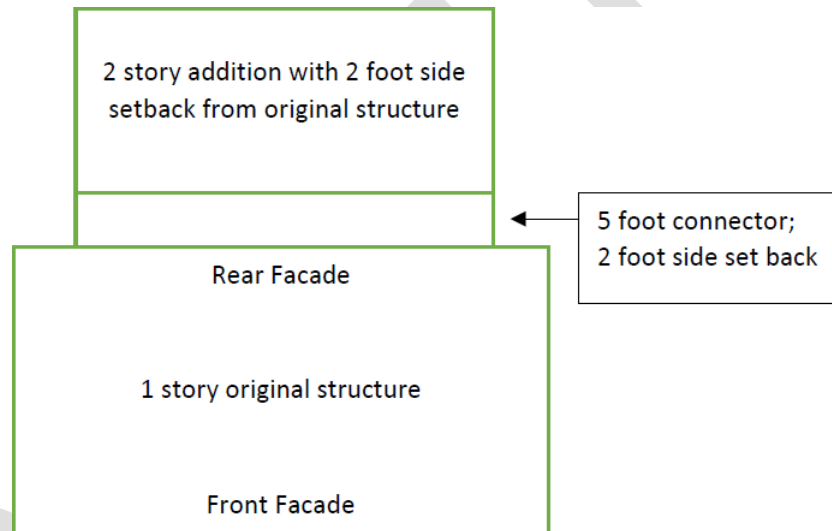 2 story addition with 2 foot side
setback from original structure
5 foot connector;
2 foot side set back
Rear Facade
1 story original structure
Front Facade